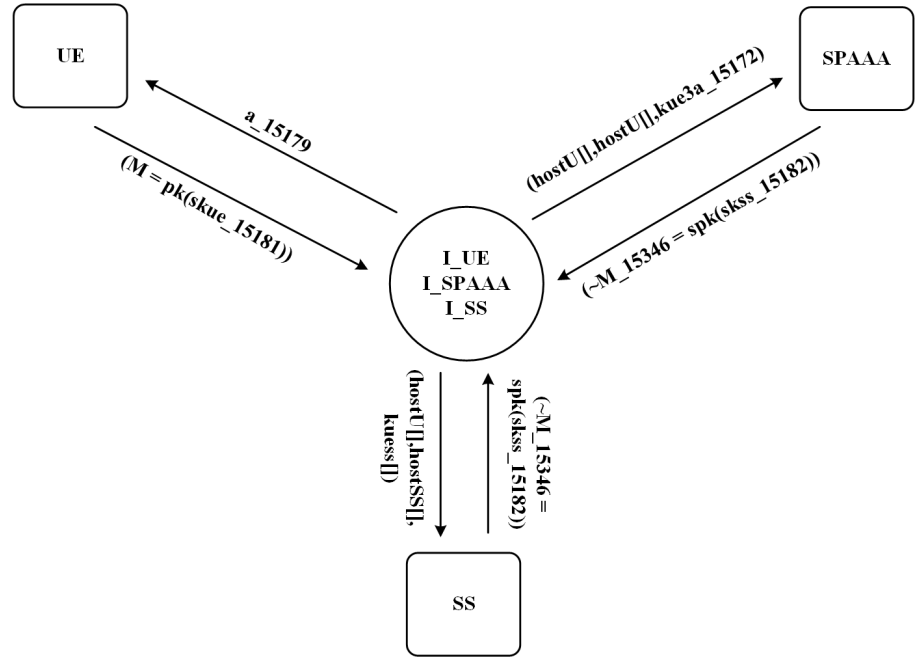 UE
SPAAA
a_15179
(M = pk(skue_15181))
(hostU[],hostU[],kue3a_15172)
(~M_15346 = spk(skss_15182))
I_UE
I_SPAAA
I_SS
(hostU[],hostSS[],
kuess[])
(~M_15346 =
spk(skss_15182))
SS